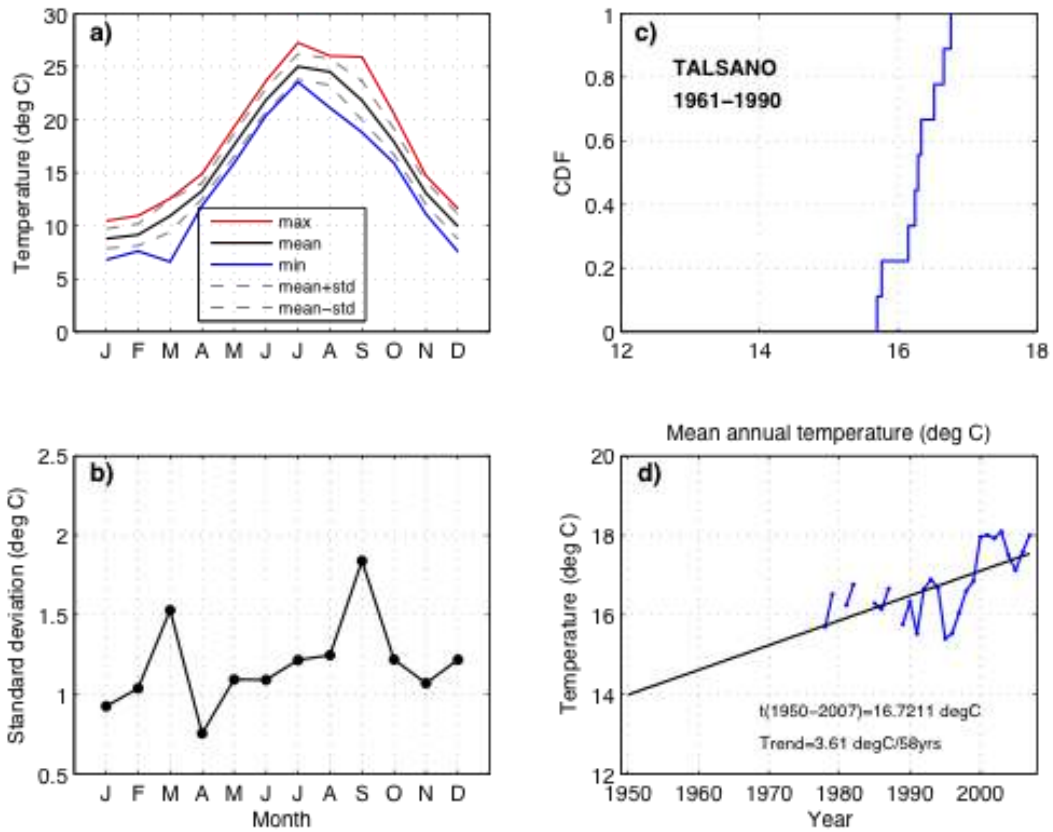 a)
Temperature (deg C)
30
25
20
15
10
5
0
max
mean
min
mean+std
mean−std
J F M A M J J A S O N D
c)
CDF
1
0.8
0.6
0.4
0.2
0
TALSANO
1961−1990
12 14 16 18
b)
Standard deviation (deg C)
2.5
2
1.5
1
0.5
J F M A M J J A S O N D
Month
Mean annual temperature (deg C)
d)
Temperature (deg C)
20
18
16
14
12
t(1950−2007)=16.7211 degC
Trend=3.61 degC/58yrs
1950 1960 1970 1980 1990 2000
Year